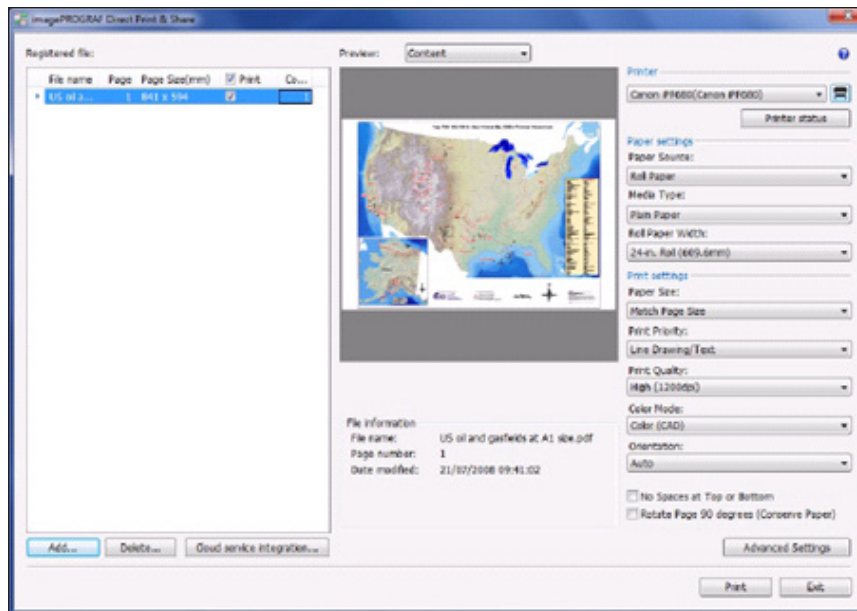 imagePROGRAF Direct Print & Share
Registered file:
File name Page Page Size(mm) Print Co...
US oil a... 1 841 x 594 1
Add... Delete... Cloud service integration...
Preview: Content
File information
File name: US oil and gasfields at A1 size.pdf
Page number: 1
Date modified: 21/07/2008 09:41:02
Printer
Canon iPF680(Canon iPF680)
Printer status
Paper settings
Paper Source:
Roll Paper
Media Type:
Plain Paper
Roll Paper Width:
24-in. Roll (609.6mm)
Print settings
Paper Size:
Match Page Size
Print Priority:
Line Drawing/Text
Print Quality:
High (1200dpi)
Color Mode:
Color (CAD)
Orientation:
Auto
No Spaces at Top or Bottom
Rotate Page 90 degrees (Conserve Paper)
Advanced Settings
Print Exit